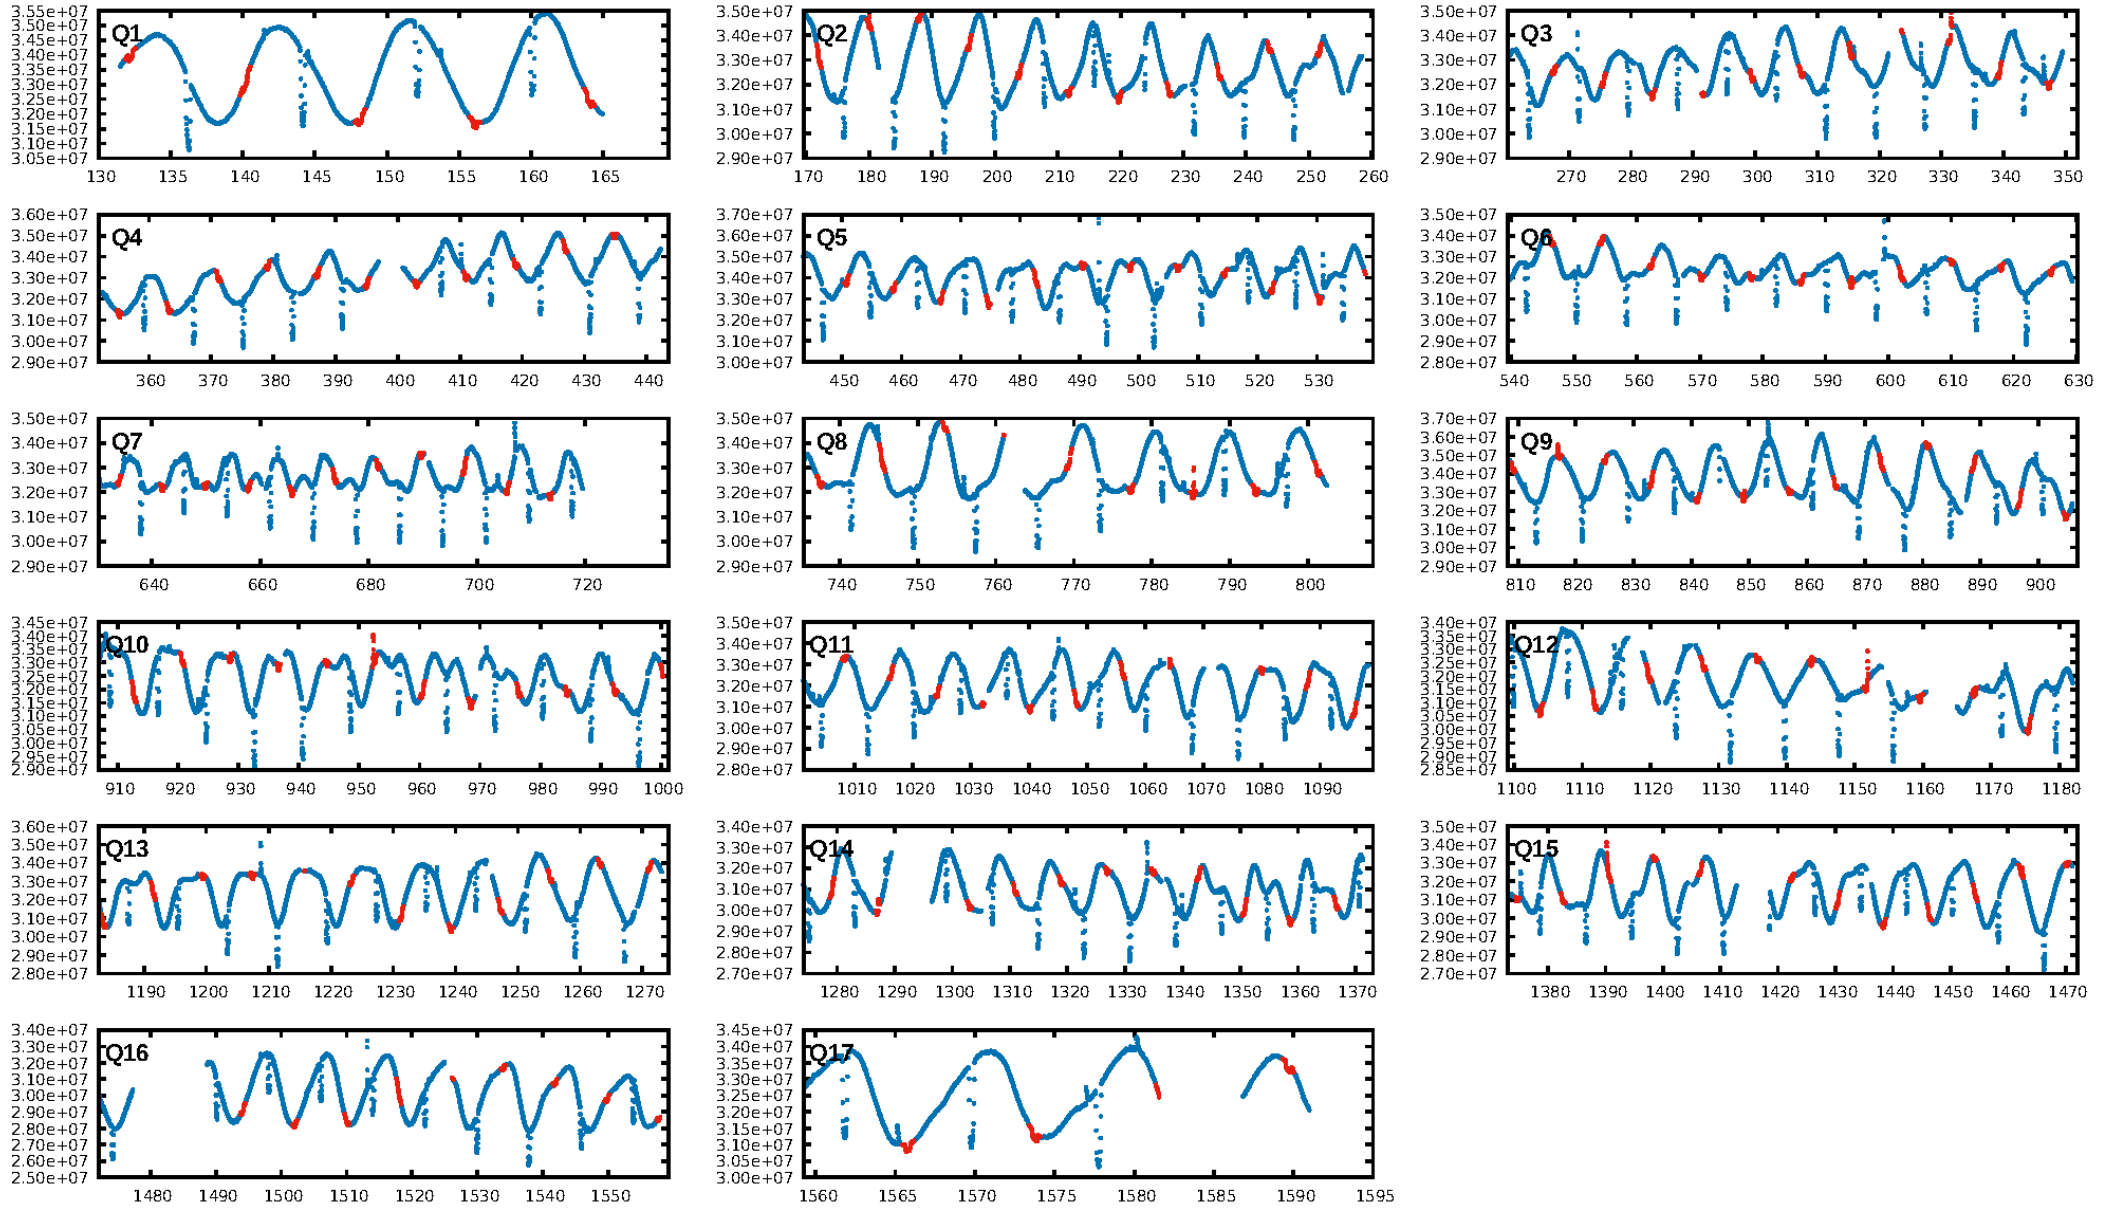 Q1
3.55e+07
3.50e+07
3.45e+07
3.40e+07
3.35e+07
3.30e+07
3.25e+07
3.20e+07
3.15e+07
3.10e+07
3.05e+07
130 135 140 145 150 155 160 165
Q2
3.50e+07
3.40e+07
3.30e+07
3.20e+07
3.10e+07
3.00e+07
2.90e+07
170 180 190 200 210 220 230 240 250 260
Q3
3.50e+07
3.40e+07
3.30e+07
3.20e+07
3.10e+07
3.00e+07
2.90e+07
270 280 290 300 310 320 330 340 350
Q4
3.60e+07
3.50e+07
3.40e+07
3.30e+07
3.20e+07
3.10e+07
3.00e+07
2.90e+07
360 370 380 390 400 410 420 430 440
Q5
3.70e+07
3.60e+07
3.50e+07
3.40e+07
3.30e+07
3.20e+07
3.10e+07
3.00e+07
450 460 470 480 490 500 510 520 530
Q6
3.50e+07
3.40e+07
3.30e+07
3.20e+07
3.10e+07
3.00e+07
2.90e+07
2.80e+07
540 550 560 570 580 590 600 610 620 630
Q7
3.50e+07
3.40e+07
3.30e+07
3.20e+07
3.10e+07
3.00e+07
2.90e+07
640 660 680 700 720
Q8
3.50e+07
3.40e+07
3.30e+07
3.20e+07
3.10e+07
3.00e+07
2.90e+07
740 750 760 770 780 790 800
Q9
3.70e+07
3.60e+07
3.50e+07
3.40e+07
3.30e+07
3.20e+07
3.10e+07
3.00e+07
2.90e+07
810 820 830 840 850 860 870 880 890 900
Q10
3.45e+07
3.40e+07
3.35e+07
3.30e+07
3.25e+07
3.20e+07
3.15e+07
3.10e+07
3.05e+07
3.00e+07
2.95e+07
2.90e+07
910 920 930 940 950 960 970 980 990 1000
Q11
3.50e+07
3.40e+07
3.30e+07
3.20e+07
3.10e+07
3.00e+07
2.90e+07
2.80e+07
1010 1020 1030 1040 1050 1060 1070 1080 1090
Q12
3.40e+07
3.35e+07
3.30e+07
3.25e+07
3.20e+07
3.15e+07
3.10e+07
3.05e+07
3.00e+07
2.95e+07
2.90e+07
2.85e+07
1100 1110 1120 1130 1140 1150 1160 1170 1180
Q13
3.60e+07
3.50e+07
3.40e+07
3.30e+07
3.20e+07
3.10e+07
3.00e+07
2.90e+07
2.80e+07
1190 1200 1210 1220 1230 1240 1250 1260 1270
Q14
3.40e+07
3.30e+07
3.20e+07
3.10e+07
3.00e+07
2.90e+07
2.80e+07
2.70e+07
1280 1290 1300 1310 1320 1330 1340 1350 1360 1370
Q15
3.50e+07
3.40e+07
3.30e+07
3.20e+07
3.10e+07
3.00e+07
2.90e+07
2.80e+07
2.70e+07
1380 1390 1400 1410 1420 1430 1440 1450 1460 1470
Q16
3.40e+07
3.30e+07
3.20e+07
3.10e+07
3.00e+07
2.90e+07
2.80e+07
2.70e+07
2.60e+07
2.50e+07
1480 1490 1500 1510 1520 1530 1540 1550
Q17
3.45e+07
3.40e+07
3.35e+07
3.30e+07
3.25e+07
3.20e+07
3.15e+07
3.10e+07
3.05e+07
3.00e+07
1560 1565 1570 1575 1580 1585 1590 1595